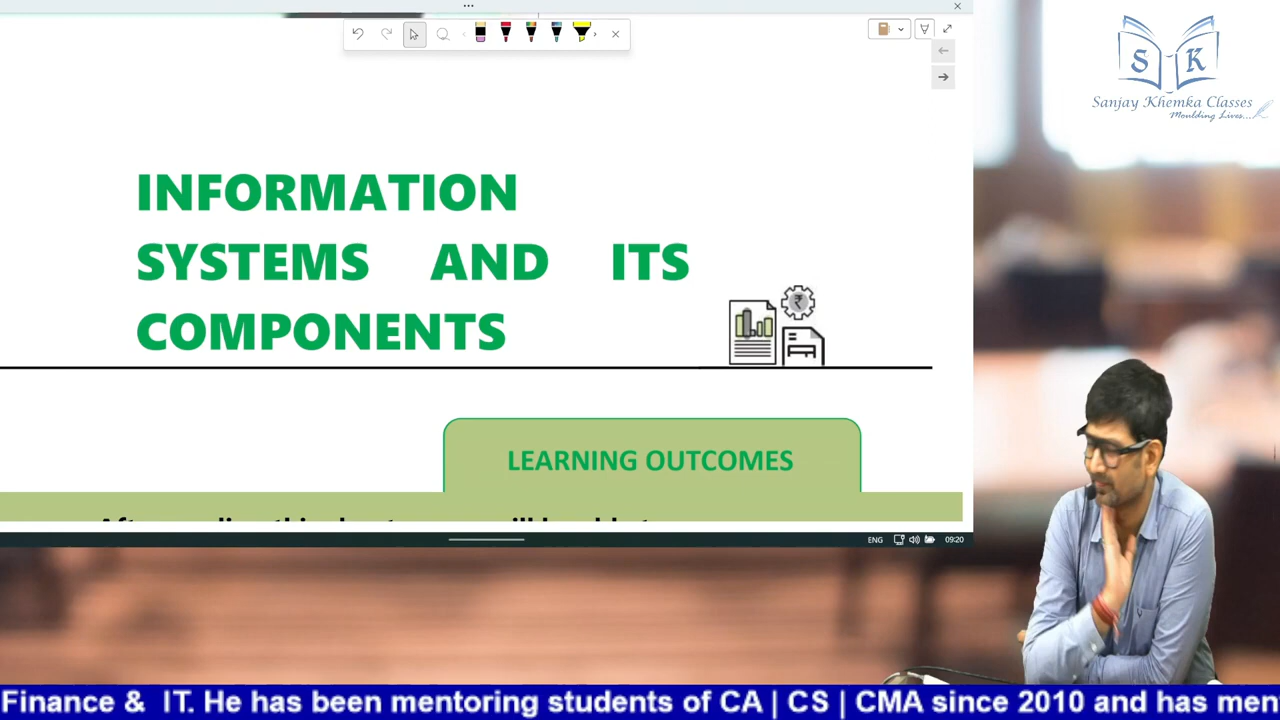 S K
Sanjay Khemka Classes
Moulding Lives...
INFORMATION
SYSTEMS AND ITS
COMPONENTS
₹
LEARNING OUTCOMES
ENG 09:20
Finance & IT. He has been mentoring students of CA | CS | CMA since 2010 and has men